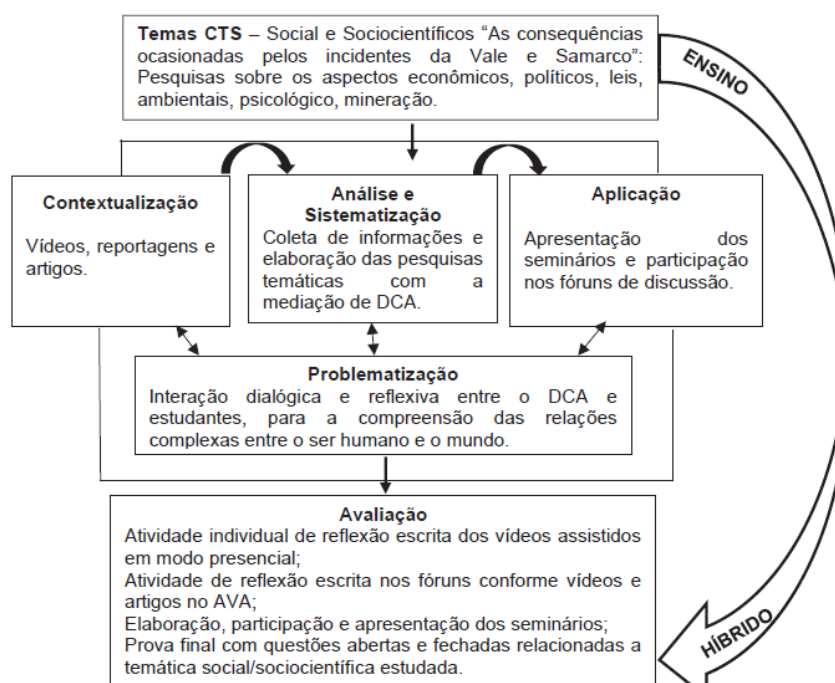 Temas CTS – Social e Sociocientíficos “As consequências
ocasionadas pelos incidentes da Vale e Samarco”:
Pesquisas sobre os aspectos econômicos, políticos, leis,
ambientais, psicológico, mineração.
ENSINO
Contextualização
Vídeos, reportagens e
artigos.
Análise e
Sistematização
Coleta de informações e
elaboração das pesquisas
temáticas com a
mediação de DCA.
Aplicação
Apresentação dos
seminários e participação
nos fóruns de discussão.
Problematização
Interação dialógica e reflexiva entre o DCA e
estudantes, para a compreensão das relações
complexas entre o ser humano e o mundo.
Avaliação
Atividade individual de reflexão escrita dos vídeos assistidos
em modo presencial;
Atividade de reflexão escrita nos fóruns conforme vídeos e
artigos no AVA;
Elaboração, participação e apresentação dos seminários;
Prova final com questões abertas e fechadas relacionadas a
temática social/sociocientífica estudada.
HÍBRIDO